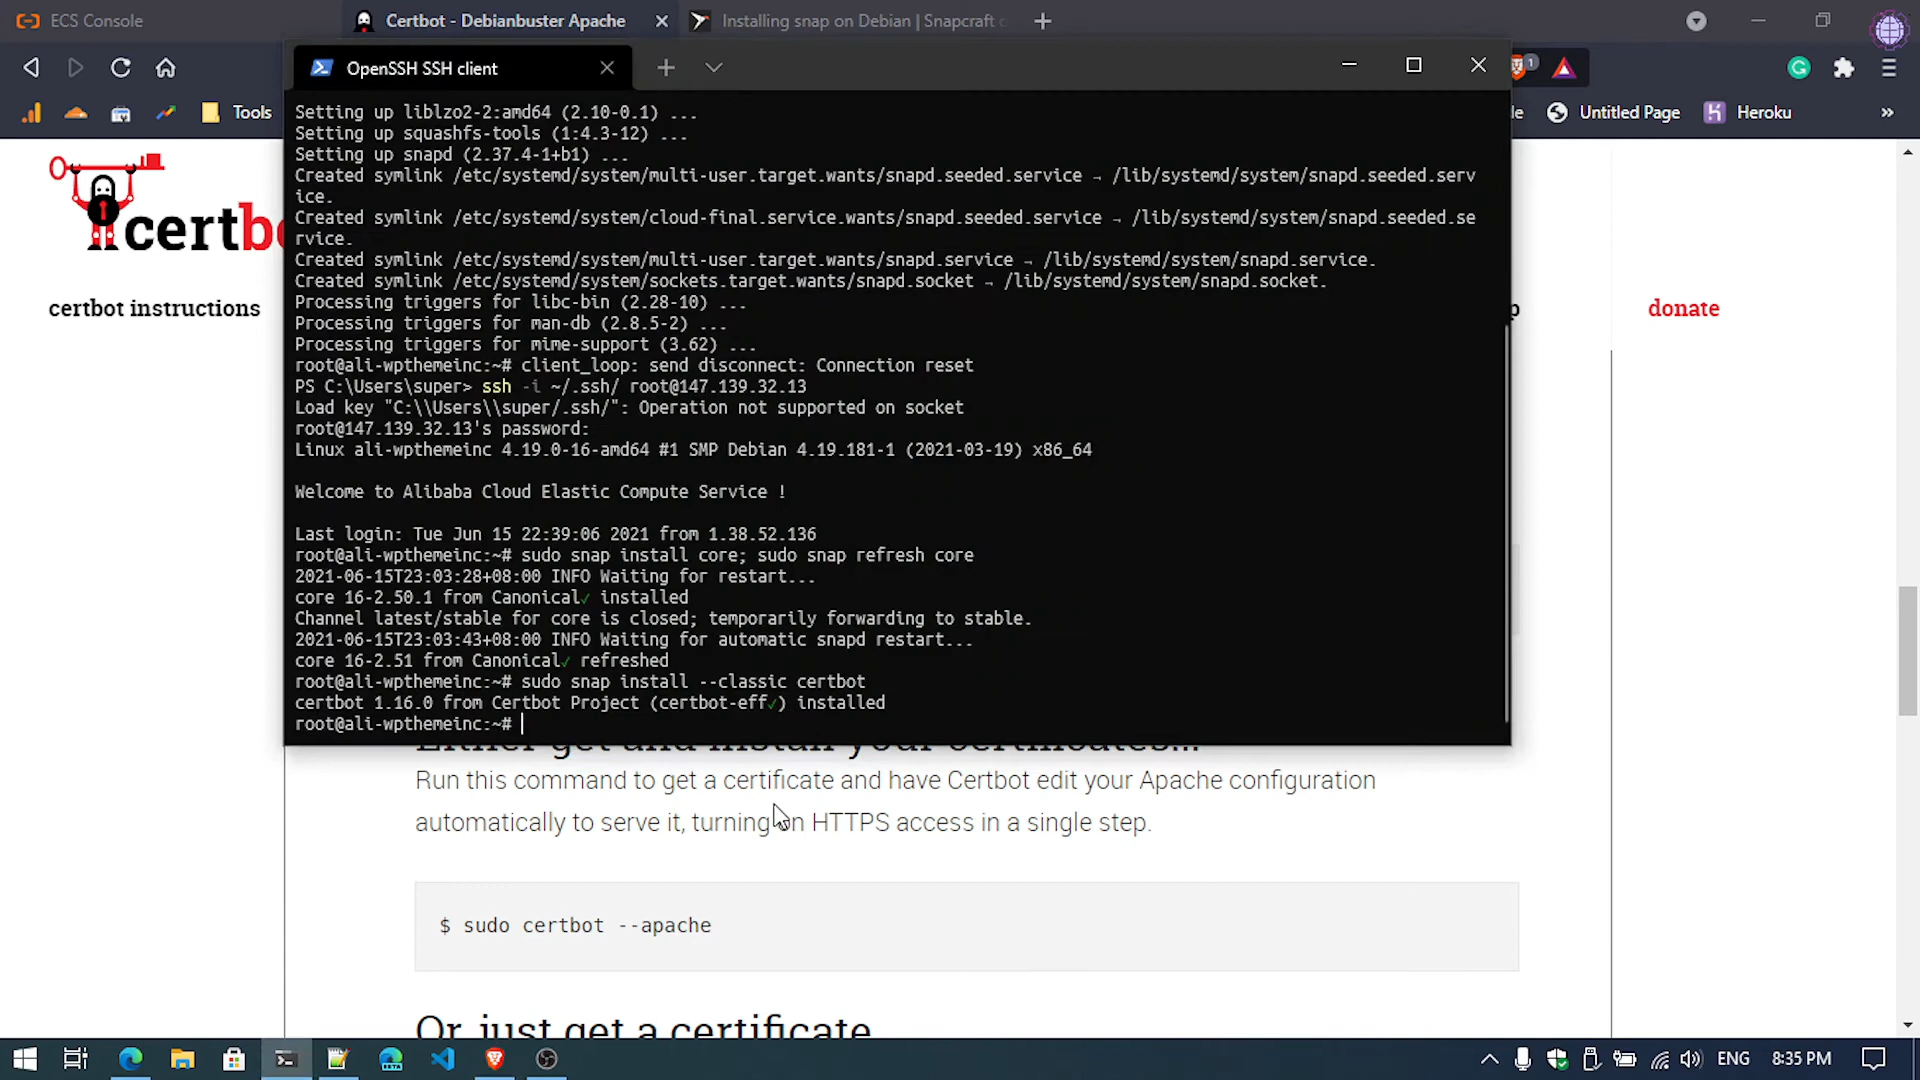 ECS Console
Certbot - Debianbuster Apache
Installing snap on Debian | Snapcraft
OpenSSH SSH client
1
Tools
Untitled Page
Heroku
»
Setting up liblzo2-2:amd64 (2.10-0.1) ...
Setting up squashfs-tools (1:4.3-12) ...
Setting up snapd (2.37.4-1+b1) ...
Created symlink /etc/systemd/system/multi-user.target.wants/snapd.seeded.service → /lib/systemd/system/snapd.seeded.serv
ice.
Created symlink /etc/systemd/system/cloud-final.service.wants/snapd.seeded.service → /lib/systemd/system/snapd.seeded.se
rvice.
Created symlink /etc/systemd/system/multi-user.target.wants/snapd.service → /lib/systemd/system/snapd.service.
Created symlink /etc/systemd/system/sockets.target.wants/snapd.socket → /lib/systemd/system/snapd.socket.
Processing triggers for libc-bin (2.28-10) ...
Processing triggers for man-db (2.8.5-2) ...
Processing triggers for mime-support (3.62) ...
root@ali-wpthemeinc:~# client_loop: send disconnect: Connection reset
PS C:\Users\super> ssh -i ~/.ssh/ root@147.139.32.13
Load key "C:\\Users\\super/.ssh/": Operation not supported on socket
root@147.139.32.13's password:
Linux ali-wpthemeinc 4.19.0-16-amd64 #1 SMP Debian 4.19.181-1 (2021-03-19) x86_64
Welcome to Alibaba Cloud Elastic Compute Service !
Last login: Tue Jun 15 22:39:06 2021 from 1.38.52.136
root@ali-wpthemeinc:~# sudo snap install core; sudo snap refresh core
2021-06-15T23:03:28+08:00 INFO Waiting for restart...
core 16-2.50.1 from Canonical✓ installed
Channel latest/stable for core is closed; temporarily forwarding to stable.
2021-06-15T23:03:43+08:00 INFO Waiting for automatic snapd restart...
core 16-2.51 from Canonical✓ refreshed
root@ali-wpthemeinc:~# sudo snap install --classic certbot
certbot 1.16.0 from Certbot Project (certbot-eff✓) installed
root@ali-wpthemeinc:~#
certb
certbot instructions
donate
Either get and install your certificates...
Run this command to get a certificate and have Certbot edit your Apache configuration
automatically to serve it, turning on HTTPS access in a single step.
$ sudo certbot --apache
Or, just get a certificate
ENG
8:35 PM